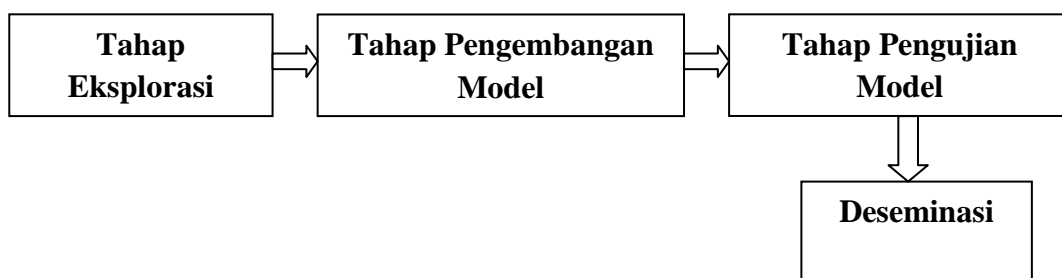 Tahap
Eksplorasi
Tahap Pengembangan
Model
Tahap Pengujian
Model
Deseminasi